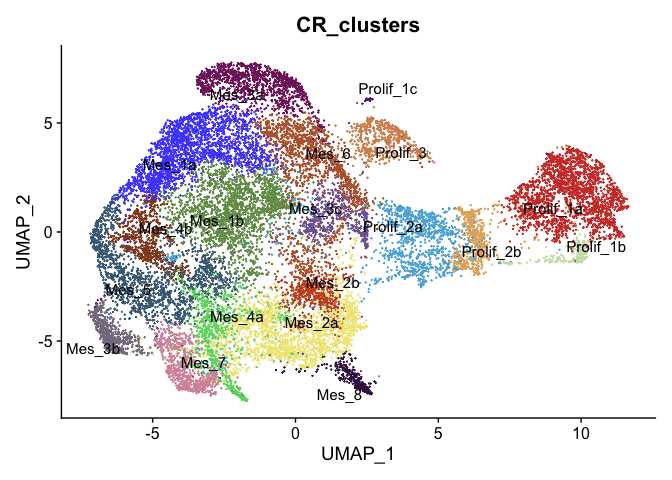 CR_clusters
Prolif_1c
Mes_3a
5
Mes_6
Prolif_3
Mes_1a
Mes_3c
Prolif_1a
Mes_1b
Prolif_2a
Mes_4b
UMAP_2
0
Prolif_1b
Prolif_2b
Mes_2b
Mes_5
Mes_4a
Mes_2a
-5
Mes_3b
Mes_7
Mes_8
-5
0
5
10
UMAP_1